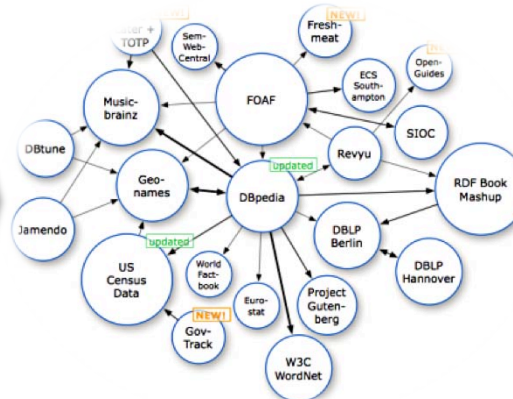 NEW!
TOTP
Sem-
Web-
Central
Fresh-
meat
NEW!
Open-
Guides
Music-
brainz
FOAF
ECS
South-
ampton
SIOC
DBtune
Geo-
names
updated
Revyu
DBpedia
RDF Book
Mashup
Jamendo
updated
DBLP
Berlin
US
Census
Data
World
Fact-
book
DBLP
Hannover
Euro-
stat
Project
Guten-
berg
NEW!
Gov-
Track
W3C
WordNet